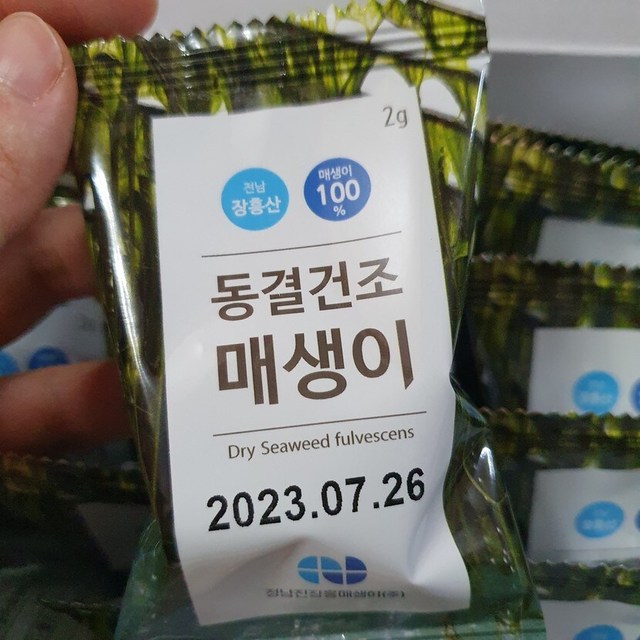 2g
전남
장흥산
매생이
100
%
동결건조
매생이
Dry Seaweed fulvescens
2023.07.26